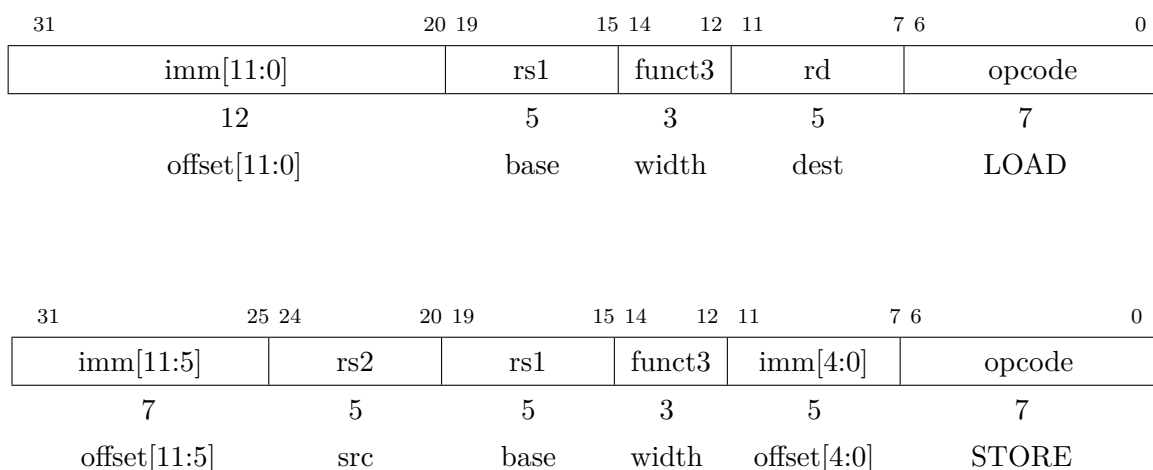 31 20 19 15 14 12 11 7 6 0
imm[11:0] rs1 funct3 rd opcode
12 5 3 5 7
offset[11:0] base width dest LOAD
31 25 24 20 19 15 14 12 11 7 6 0
imm[11:5] rs2 rs1 funct3 imm[4:0] opcode
7 5 5 3 5 7
offset[11:5] src base width offset[4:0] STORE